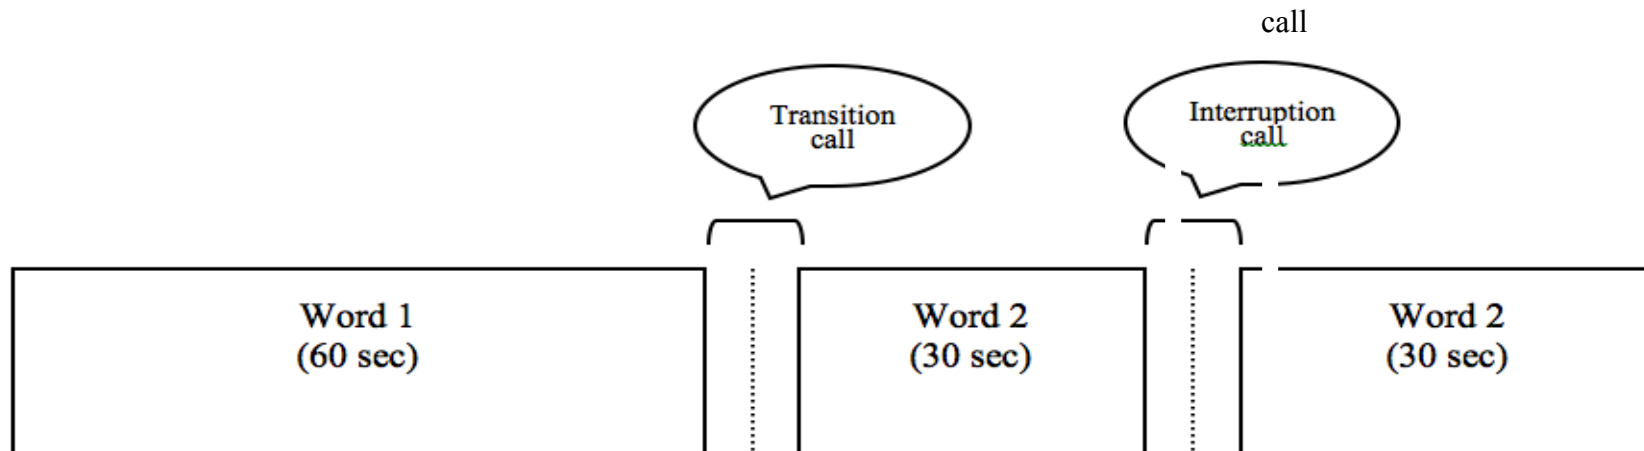 call
Transition
call
Interruption
call
Word 1
(60 sec)
Word 2
(30 sec)
Word 2
(30 sec)